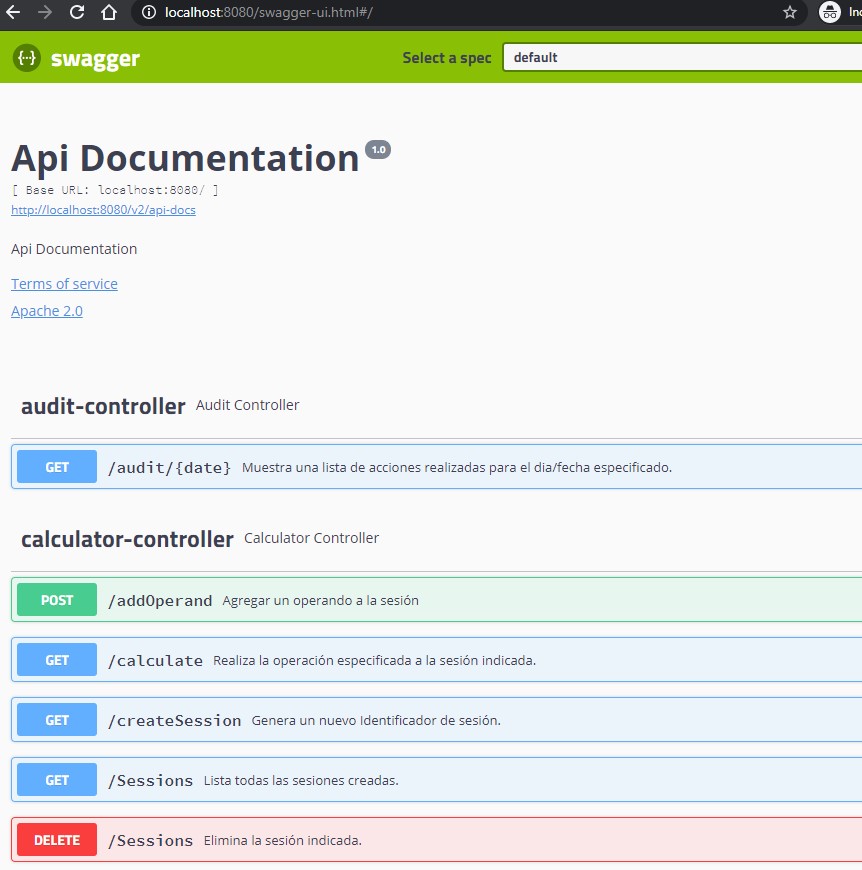 localhost:8080/swagger-ui.html#/
swagger Select a spec default
Api Documentation 1.0
[ Base URL: localhost:8080/ ]
http://localhost:8080/v2/api-docs
Api Documentation
Terms of service
Apache 2.0
audit-controller Audit Controller
GET /audit/{date} Muestra una lista de acciones realizadas para el dia/fecha especificado.
calculator-controller Calculator Controller
POST /addOperand Agregar un operando a la sesión
GET /calculate Realiza la operación especificada a la sesión indicada.
GET /createSession Genera un nuevo Identificador de sesión.
GET /Sessions Lista todas las sesiones creadas.
DELETE /Sessions Elimina la sesión indicada.